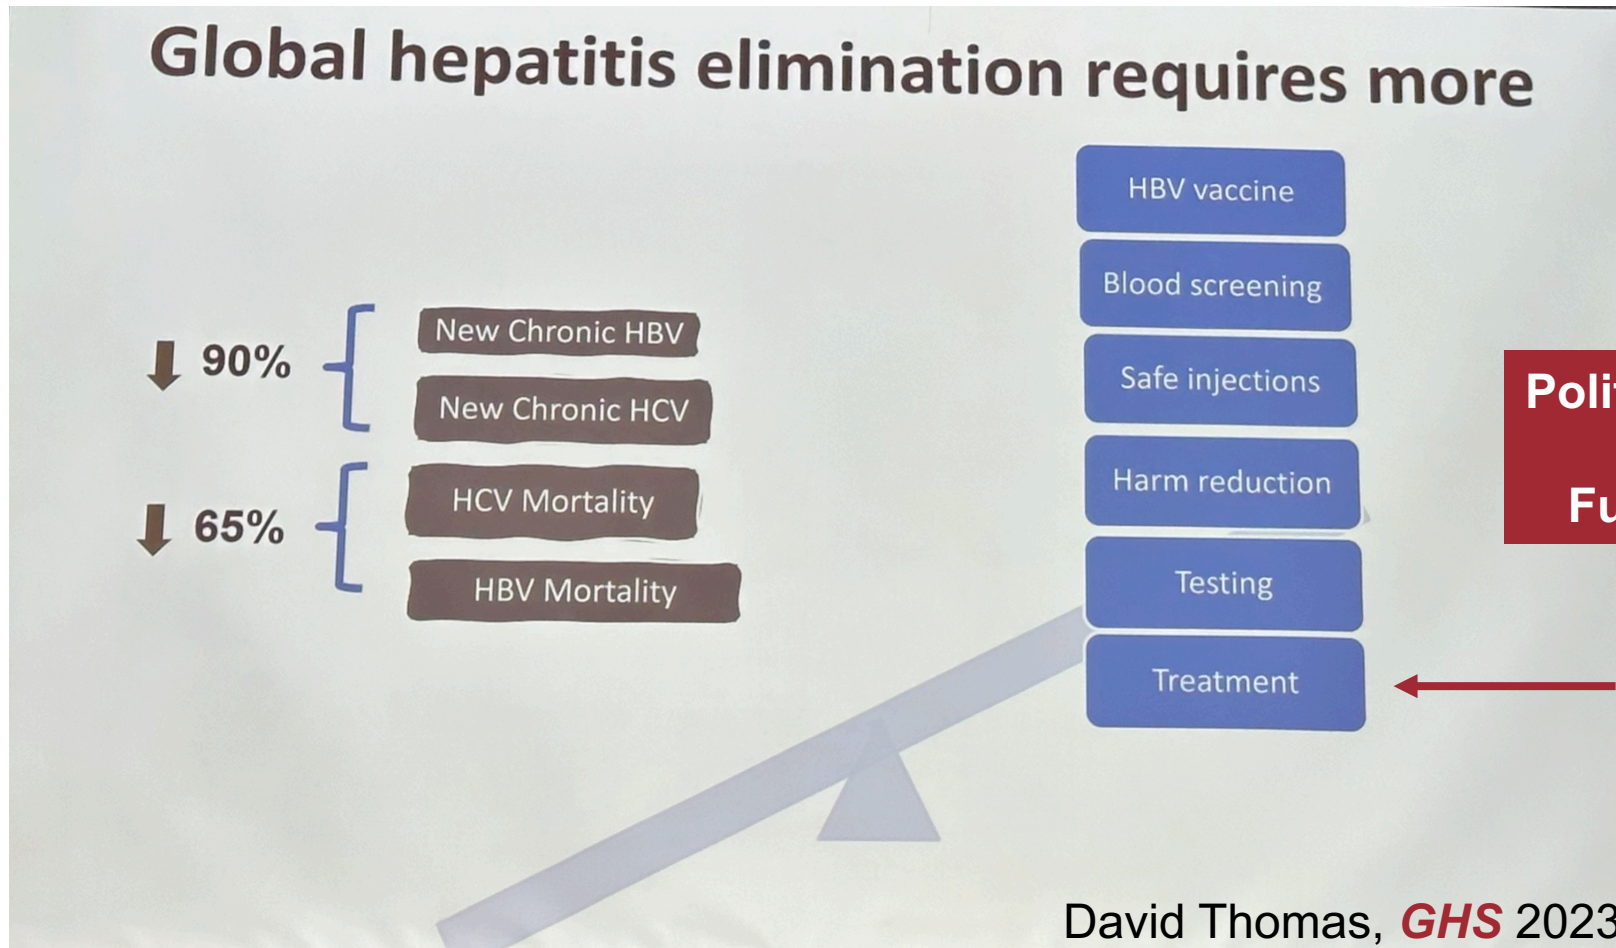 Global hepatitis elimination requires more
HBV vaccine
Blood screening
Safe injections
Harm reduction
Testing
Treatment
90%
New Chronic HBV
New Chronic HCV
65%
HCV Mortality
HBV Mortality
David Thomas, GHS 2023